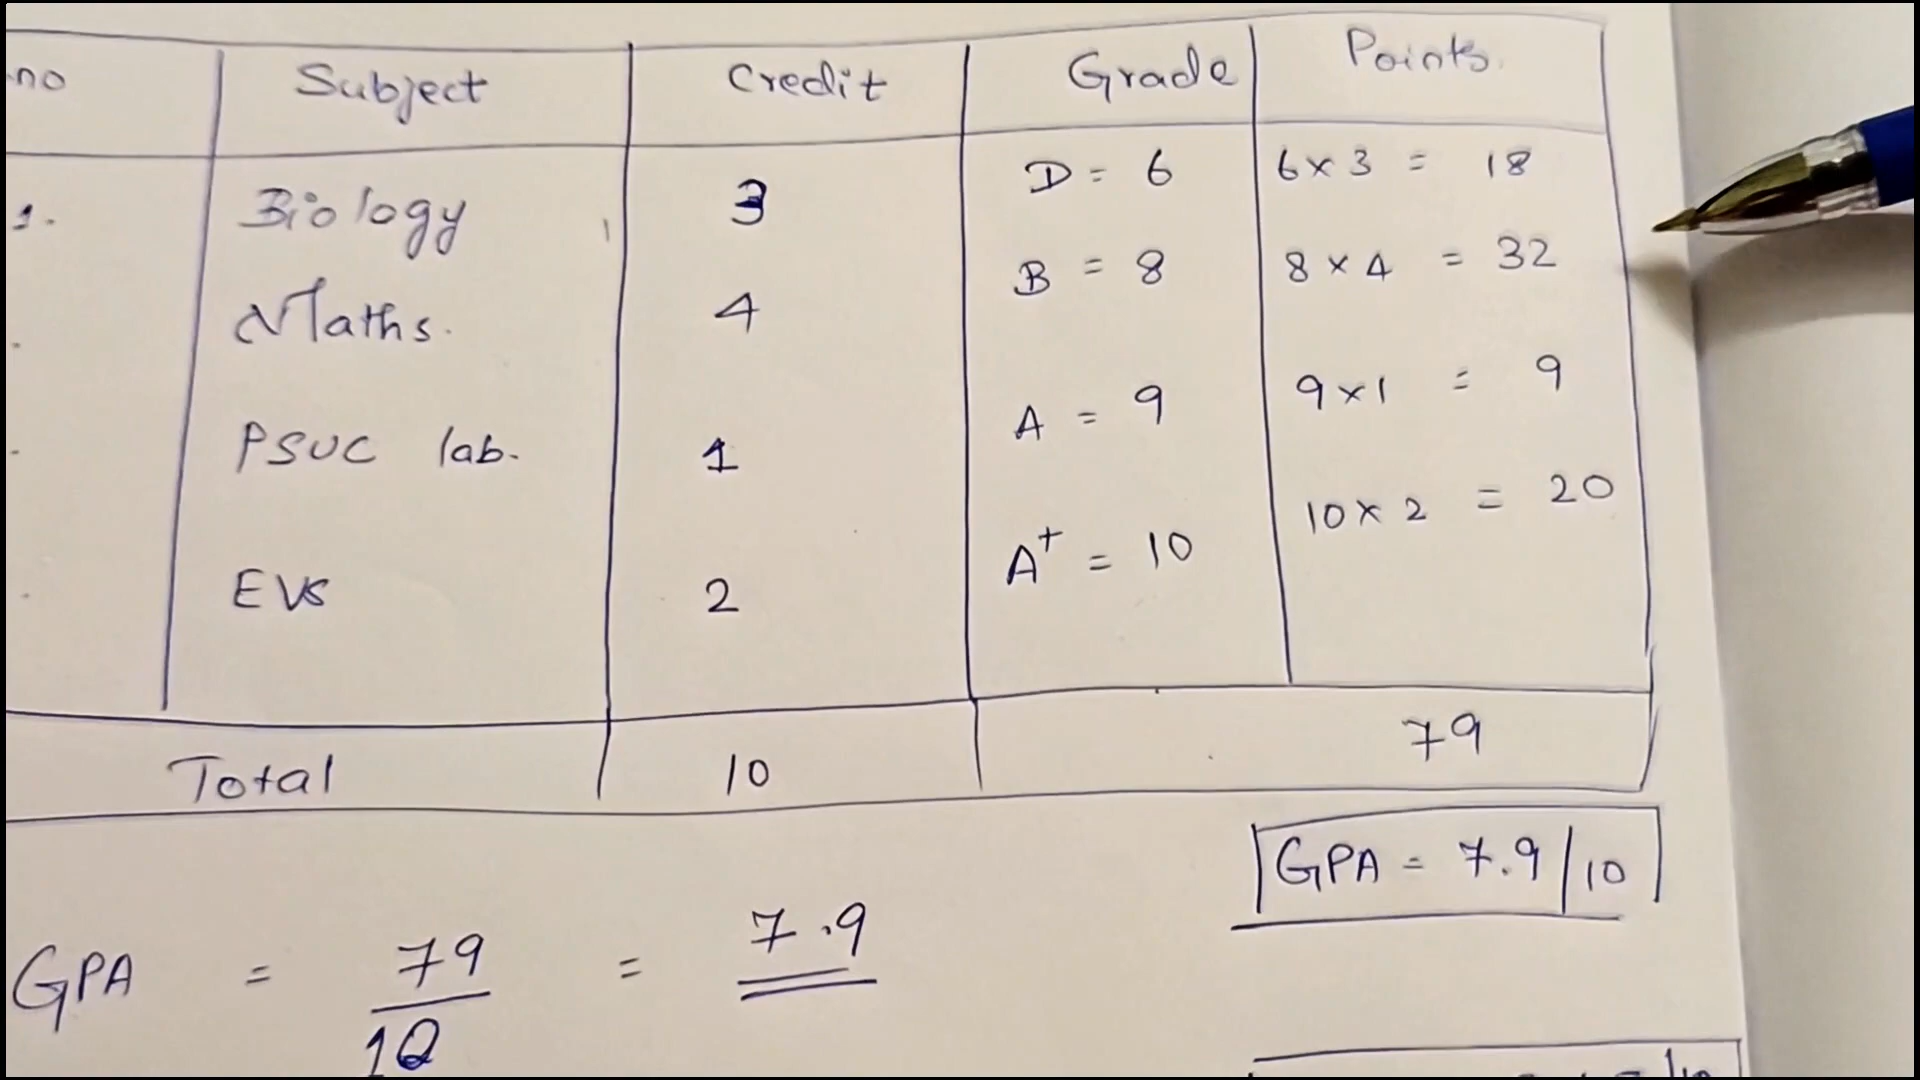 no Subject Credit Grade Points.
1. Biology 3 D = 6 6 x 3 = 18
Maths. 4 B = 8 8 x 4 = 32
PSUC lab. 1 A = 9 9 x 1 = 9
EVS 2 A+ = 10 10 x 2 = 20
Total 10 79
GPA = 7.9/10
GPA = 79/10 = 7.9